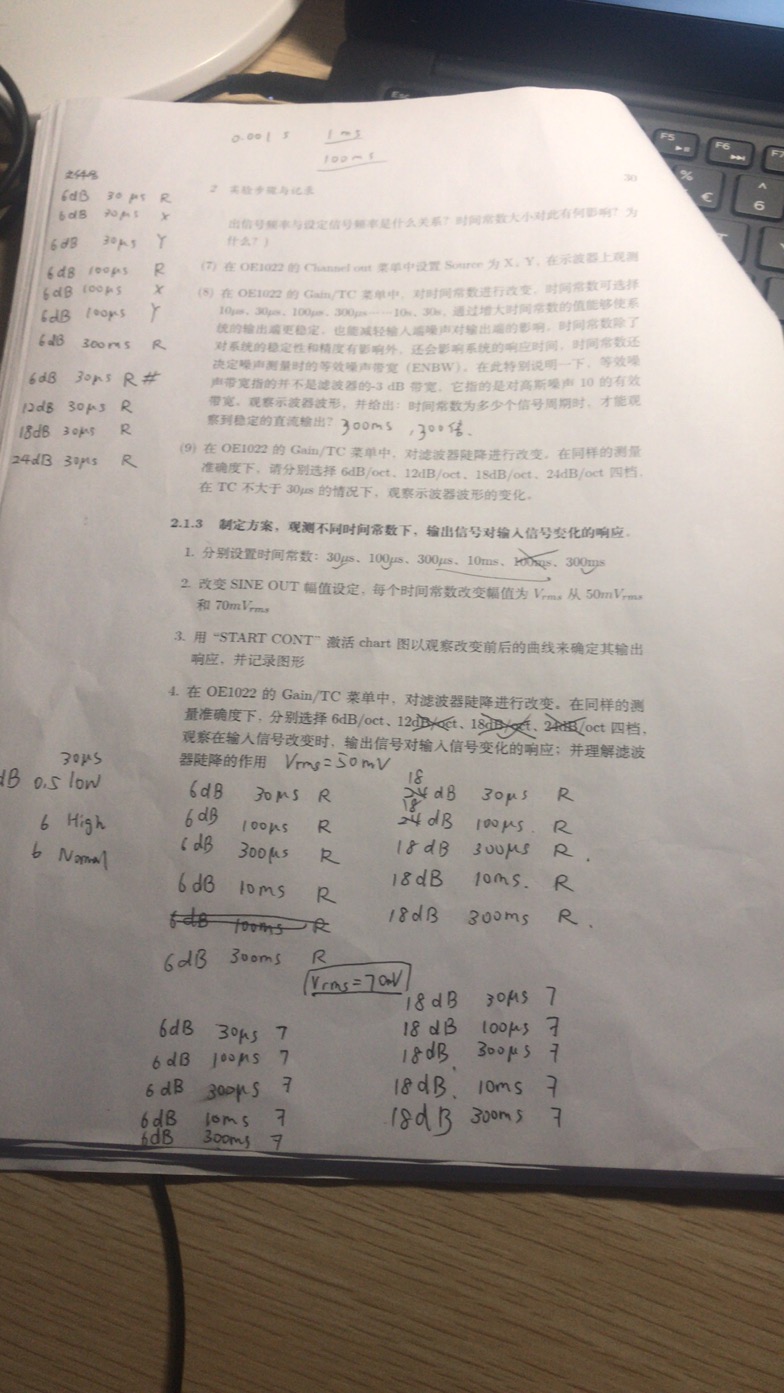 0.001 s 1 ms
100 ms
2 实验步骤与记录 30
6dB 30 μs R
6dB 30μs X
6dB 30μs Y
6dB 100μs R
6dB 100μs X
6dB 100μs Y
6dB 300ms R
6dB 30μs R #
12dB 30μs R
18dB 30μs R
24dB 30μs R
出信号频率与设定信号频率是什么关系？时间常数大小对此有何影响？为
什么？）
(7) 在 OE1022 的 Channel out 菜单中设置 Source 为 X, Y, 在示波器上观测
(8) 在 OE1022 的 Gain/TC 菜单中，对时间常数进行改变，时间常数可选择
10μs, 30μs, 100μs, 300μs……10s, 30s, 通过增大时间常数的值能够使系
统的输出端更稳定，也能减轻输入端噪声对输出端的影响，时间常数除了
对系统的稳定性和精度有影响外，还会影响系统的响应时间，时间常数还
决定噪声测量时的等效噪声带宽 (ENBW)。在此特别说明一下，等效噪
声带宽指的并不是滤波器的-3 dB 带宽，它指的是对高斯噪声 10 的有效
带宽。观察示波器波形，并给出：时间常数为多少个信号周期时，才能观
察到稳定的直流输出？ 300ms , 300倍.
(9) 在 OE1022 的 Gain/TC 菜单中，对滤波器陡降进行改变。在同样的测量
准确度下，请分别选择 6dB/oct、12dB/oct、18dB/oct、24dB/oct 四档，
在 TC 不大于 30μs 的情况下，观察示波器波形的变化。
2.1.3 制定方案，观测不同时间常数下，输出信号对输入信号变化的响应。
1. 分别设置时间常数：30μs、100μs、300μs、10ms、100ms、300ms
2. 改变 SINE OUT 幅值设定，每个时间常数改变幅值为 Vrms 从 50mVrms
和 70mVrms
3. 用 “START CONT” 激活 chart 图以观察改变前后的曲线来确定其输出
响应，并记录图形
4. 在 OE1022 的 Gain/TC 菜单中，对滤波器陡降进行改变。在同样的测
量准确度下，分别选择 6dB/oct、12dB/oct、18dB/oct、24dB/oct 四档，
观察在输入信号改变时，输出信号对输入信号变化的响应；并理解滤波
器陡降的作用 Vrms=50mV
30μs
dB 0.5 low
6 High
6 Normal
6dB 30μs R
6dB 100μs R
6dB 300μs R
6dB 10ms R
6dB 100ms R
6dB 300ms R
18 24 dB 30μs R
18 24 dB 100μs. R
18 dB 300μs R.
18dB 10ms. R
18dB 300ms R.
Vrms=70mV
6dB 30μs 7
6dB 100μs 7
6dB 300μs 7
6dB 10ms 7
6dB 300ms 7
18dB 30μs 7
18 dB 100μs 7
18dB. 300μs 7
18dB. 10ms 7
18dB 300ms 7